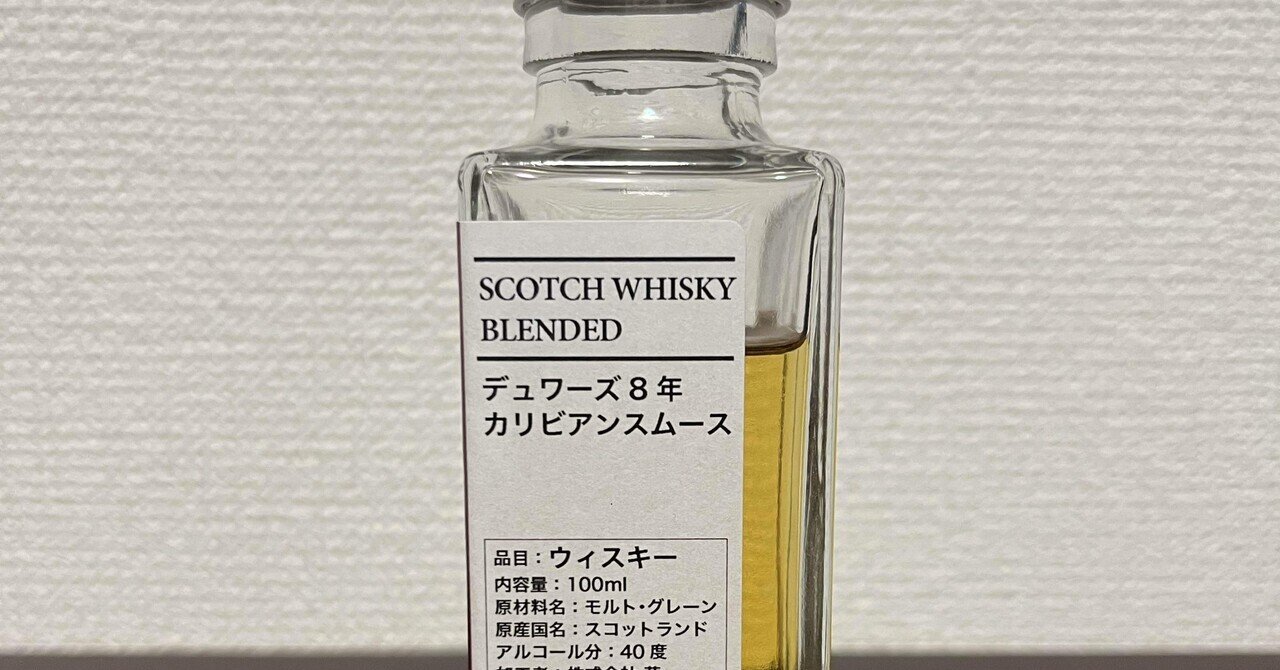 SCOTCH WHISKY
BLENDED
デュワーズ 8 年
カリビアンスムース
品目：ウィスキー
内容量：100ml
原材料名：モルト・グレーン
原産国名：スコットランド
アルコール分：40 度